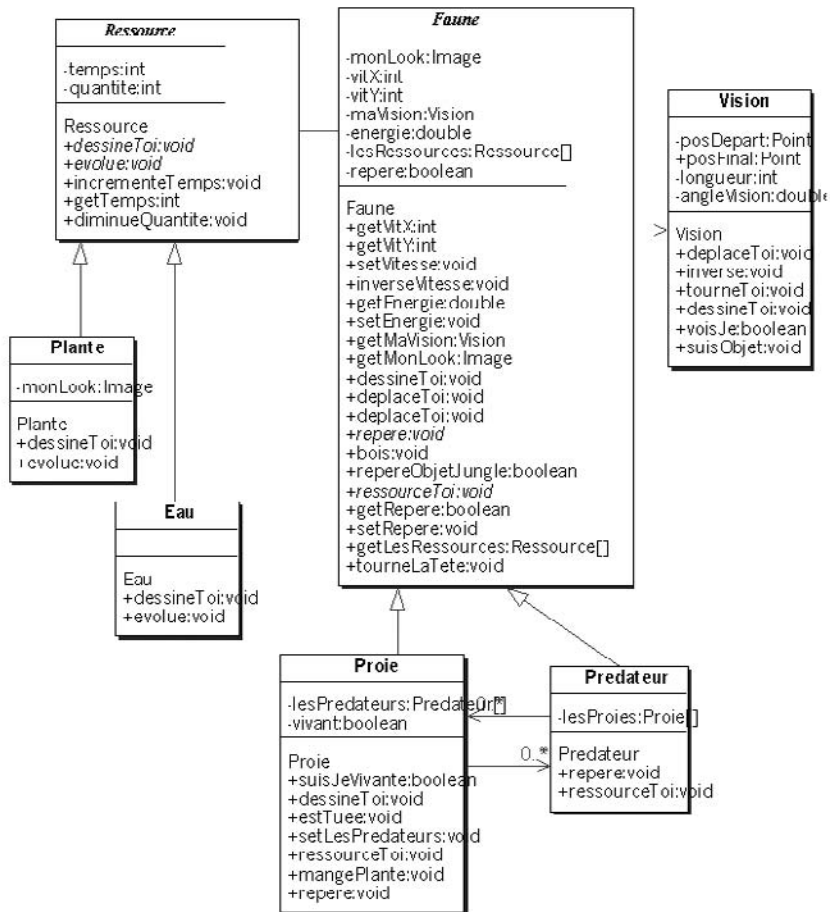 Ressource
-temps:int
-quantite:int
Ressource
+dessineToi:void
+evolue:void
+incrementeTemps:void
+getTemps:int
+diminueQuantite:void
Faune
-monLook:Image
-vitX:int
-vitY:int
-maVision:Vision
-energie:double
-lesRessources:Ressource[]
-repere:boolean
Faune
+getVitX:int
+getVitY:int
+setVitesse:void
+inverseVitesse:void
+getEnergie:double
+setEnergie:void
+getMaVision:Vision
+getMonLook:Image
+dessineToi:void
+deplaceToi:void
+deplaceToi:void
+repere:void
+bois:void
+repereObjetJungle:boolean
+ressourceToi:void
+getRepere:boolean
+setRepere:void
+getLesRessources:Ressource[]
+tourneLaTete:void
Vision
-posDepart:Point
+posFinal:Point
-longueur:int
-angleVision:double
Vision
+deplaceToi:void
+inverse:void
+tourneToi:void
+dessineToi:void
+voisJe:boolean
+suisObjet:void
Plante
-monLook:Image
Plante
+dessineToi:void
+evolue:void
Eau
Eau
+dessineToi:void
+evolue:void
Proie
-lesPredateurs:Predateur[]
-vivant:boolean
Proie
+suisJeVivante:boolean
+dessineToi:void
+estTuee:void
+setLesPredateurs:void
+ressourceToi:void
+mangePlante:void
+repere:void
0..*
0..*
Predateur
-lesProies:Proie[]
Predateur
+repere:void
+ressourceToi:void